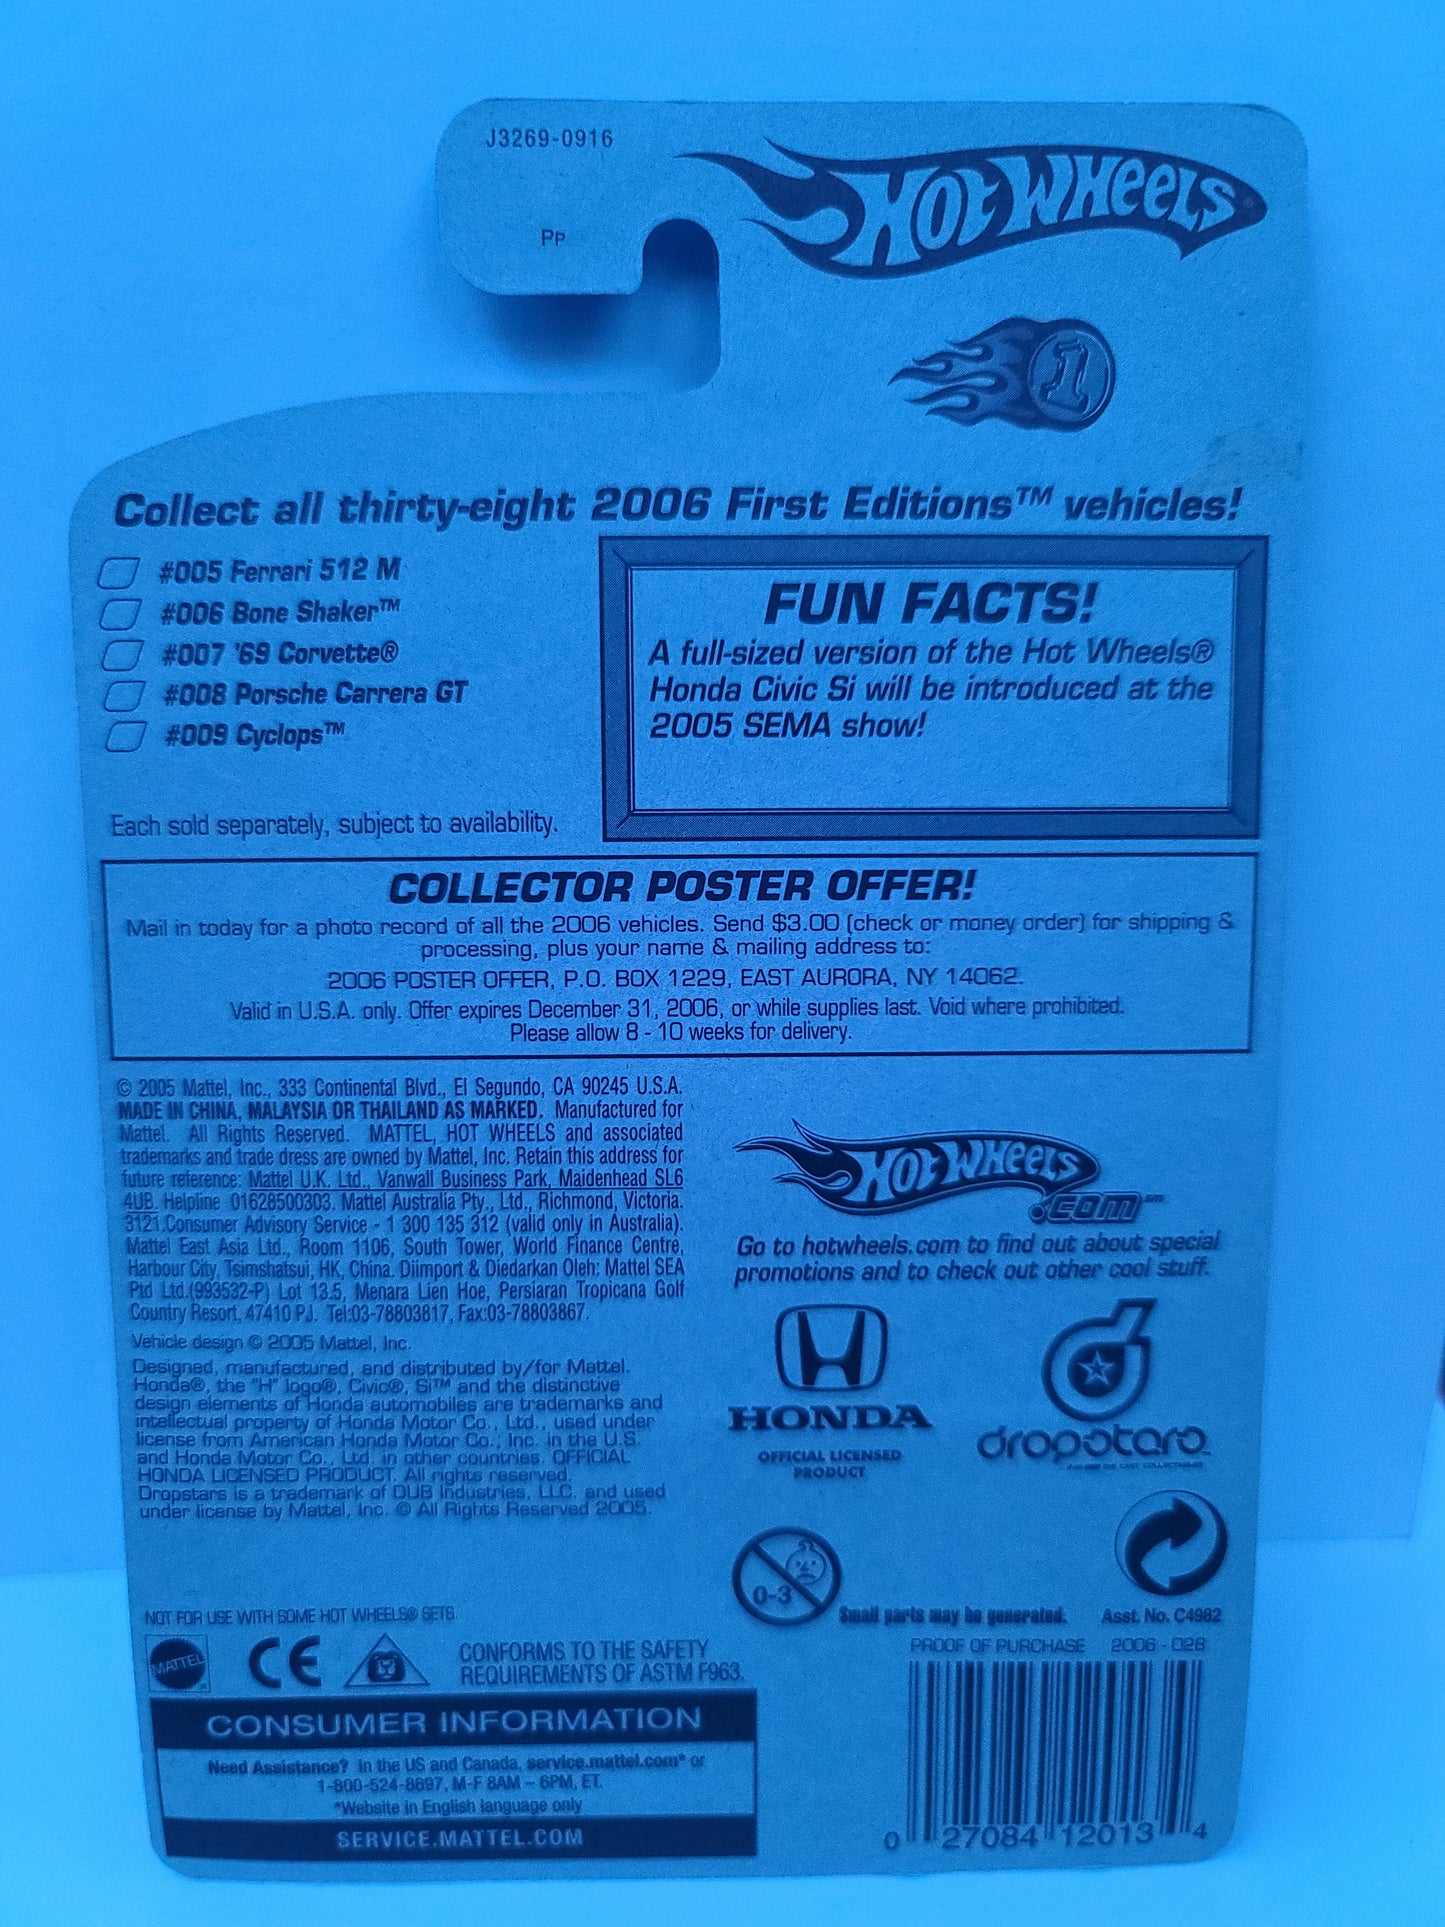 J3269-0916
PP
HOT WHEELS®
1
Collect all thirty-eight 2006 First Editions™ vehicles!
#005 Ferrari 512 M
#006 Bone Shaker™
#007 '69 Corvette®
#008 Porsche Carrera GT
#009 Cyclops™
Each sold separately, subject to availability.
FUN FACTS!
A full-sized version of the Hot Wheels®
Honda Civic Si will be introduced at the
2005 SEMA show!
COLLECTOR POSTER OFFER!
Mail in today for a photo record of all the 2006 vehicles. Send $3.00 (check or money order) for shipping &
processing, plus your name & mailing address to:
2006 POSTER OFFER, P.O. BOX 1229, EAST AURORA, NY 14062.
Valid in U.S.A. only. Offer expires December 31, 2006, or while supplies last. Void where prohibited.
Please allow 8 - 10 weeks for delivery.
© 2005 Mattel, Inc., 333 Continental Blvd., El Segundo, CA 90245 U.S.A.
MADE IN CHINA, MALAYSIA OR THAILAND AS MARKED. Manufactured for
Mattel. All Rights Reserved. MATTEL, HOT WHEELS and associated
trademarks and trade dress are owned by Mattel, Inc. Retain this address for
future reference: Mattel U.K. Ltd., Vanwall Business Park, Maidenhead SL6
4UB. Helpline 01628500303. Mattel Australia Pty., Ltd., Richmond, Victoria.
3121.Consumer Advisory Service - 1 300 135 312 (valid only in Australia).
Mattel East Asia Ltd., Room 1106, South Tower, World Finance Centre,
Harbour City, Tsimshatsui, HK, China. Diimport & Diedarkan Oleh: Mattel SEA
Ptd Ltd.(993532-P) Lot 13.5, Menara Lien Hoe, Persiaran Tropicana Golf
Country Resort, 47410 PJ. Tel:03-78803817, Fax:03-78803867.
Vehicle design © 2005 Mattel, Inc.
Designed, manufactured, and distributed by/for Mattel.
Honda®, the "H" logo®, Civic®, Si™ and the distinctive
design elements of Honda automobiles are trademarks and
intellectual property of Honda Motor Co., Ltd., used under
license from American Honda Motor Co., Inc. in the U.S.
and Honda Motor Co., Ltd. in other countries. OFFICIAL
HONDA LICENSED PRODUCT. All rights reserved.
Dropstars is a trademark of DUB Industries, LLC. and used
under license by Mattel, Inc. © All Rights Reserved 2005.
HOT WHEELS
.COM℠
Go to hotwheels.com to find out about special
promotions and to check out other cool stuff.
HONDA
OFFICIAL LICENSED
PRODUCT
dropstars
DIE CAST COLLECTABLES
0-3
Small parts may be generated.
Asst. No. C4982
NOT FOR USE WITH SOME HOT WHEELS® SETS.
MATTEL
CE
CONFORMS TO THE SAFETY
REQUIREMENTS OF ASTM F963.
PROOF OF PURCHASE 2006 - 028
CONSUMER INFORMATION
Need Assistance? In the US and Canada, service.mattel.com* or
1-800-524-8697, M-F 8AM – 6PM, ET.
*Website in English language only
SERVICE.MATTEL.COM
0 27084 12013 4